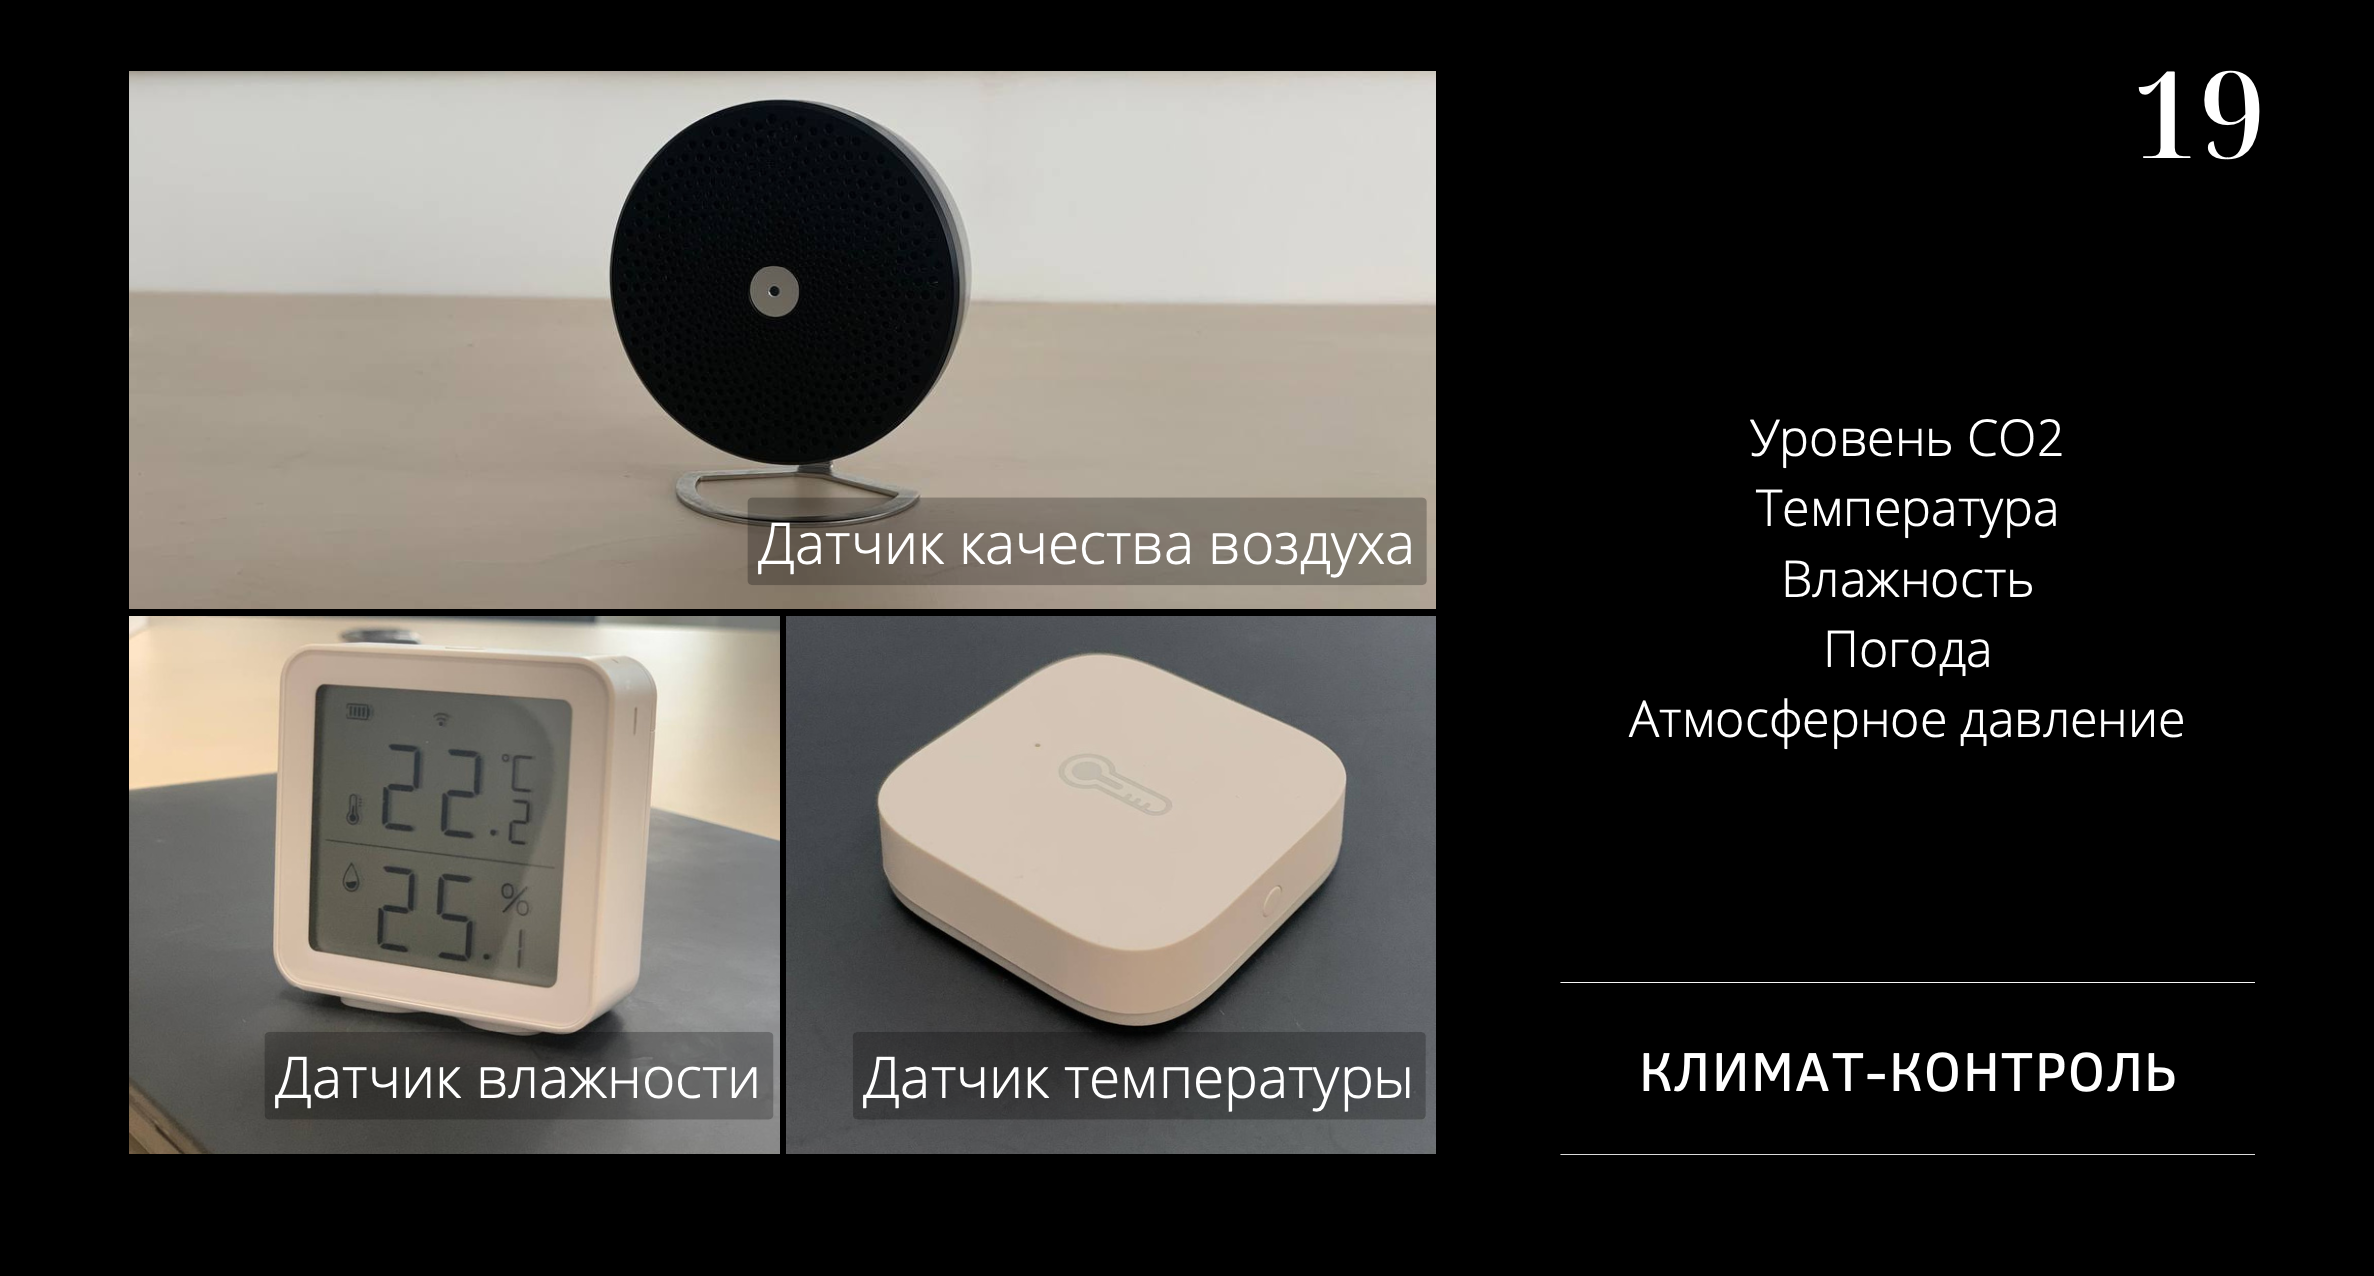 19
Датчик качества воздуха
22.2 °C
25.1 %
Датчик влажности
Датчик температуры
Уровень CO2
Температура
Влажность
Погода
Атмосферное давление
КЛИМАТ-КОНТРОЛЬ